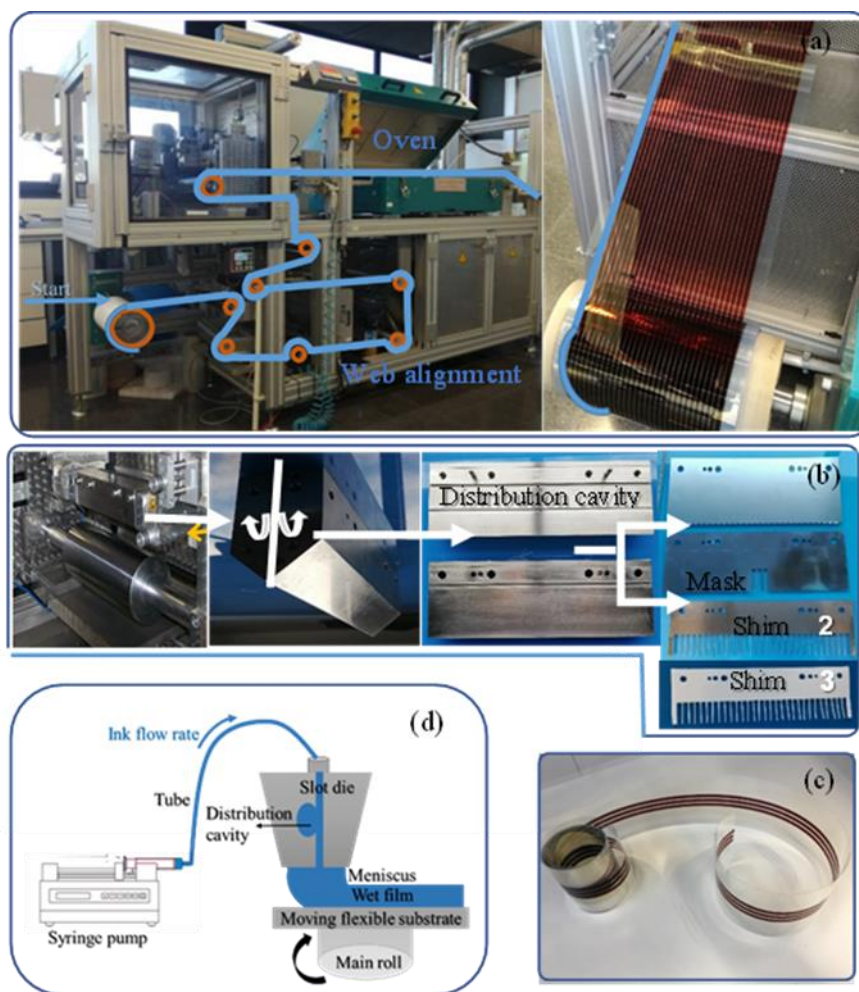 (a)
Oven
Start
Web alignment
(b)
Distribution cavity
Mask
Shim 2
Shim 3
(d)
Ink flow rate
Tube
Slot die
Distribution
cavity
Meniscus
Wet film
Moving flexible substrate
Syringe pump
Main roll
(c)